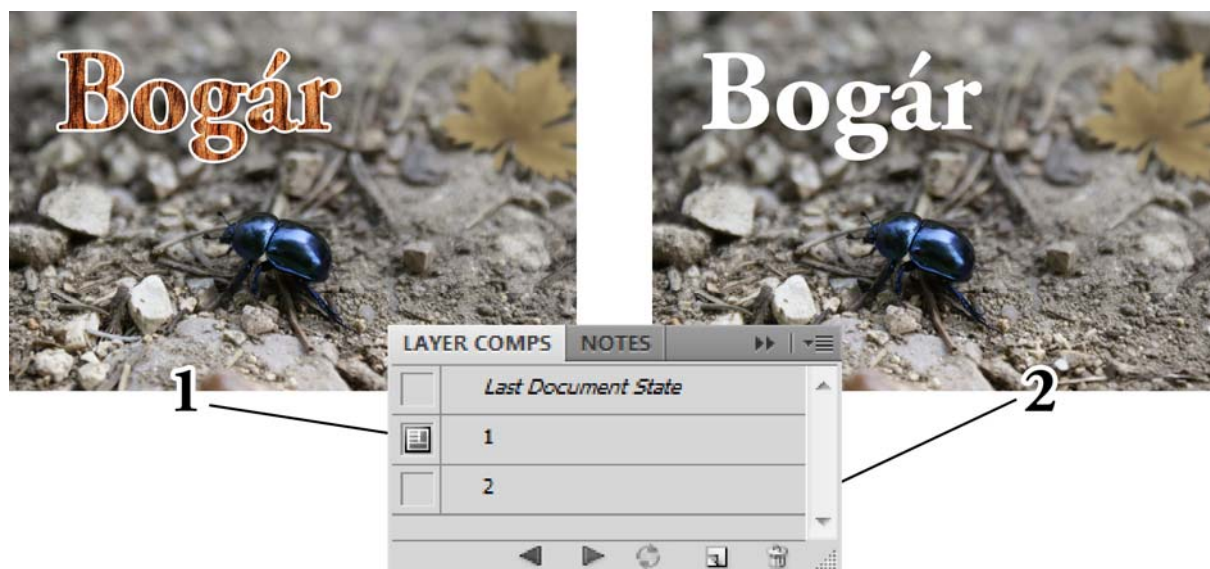 Bogár
Bogár
LAYER COMPS NOTES
Last Document State
1
2
1
2